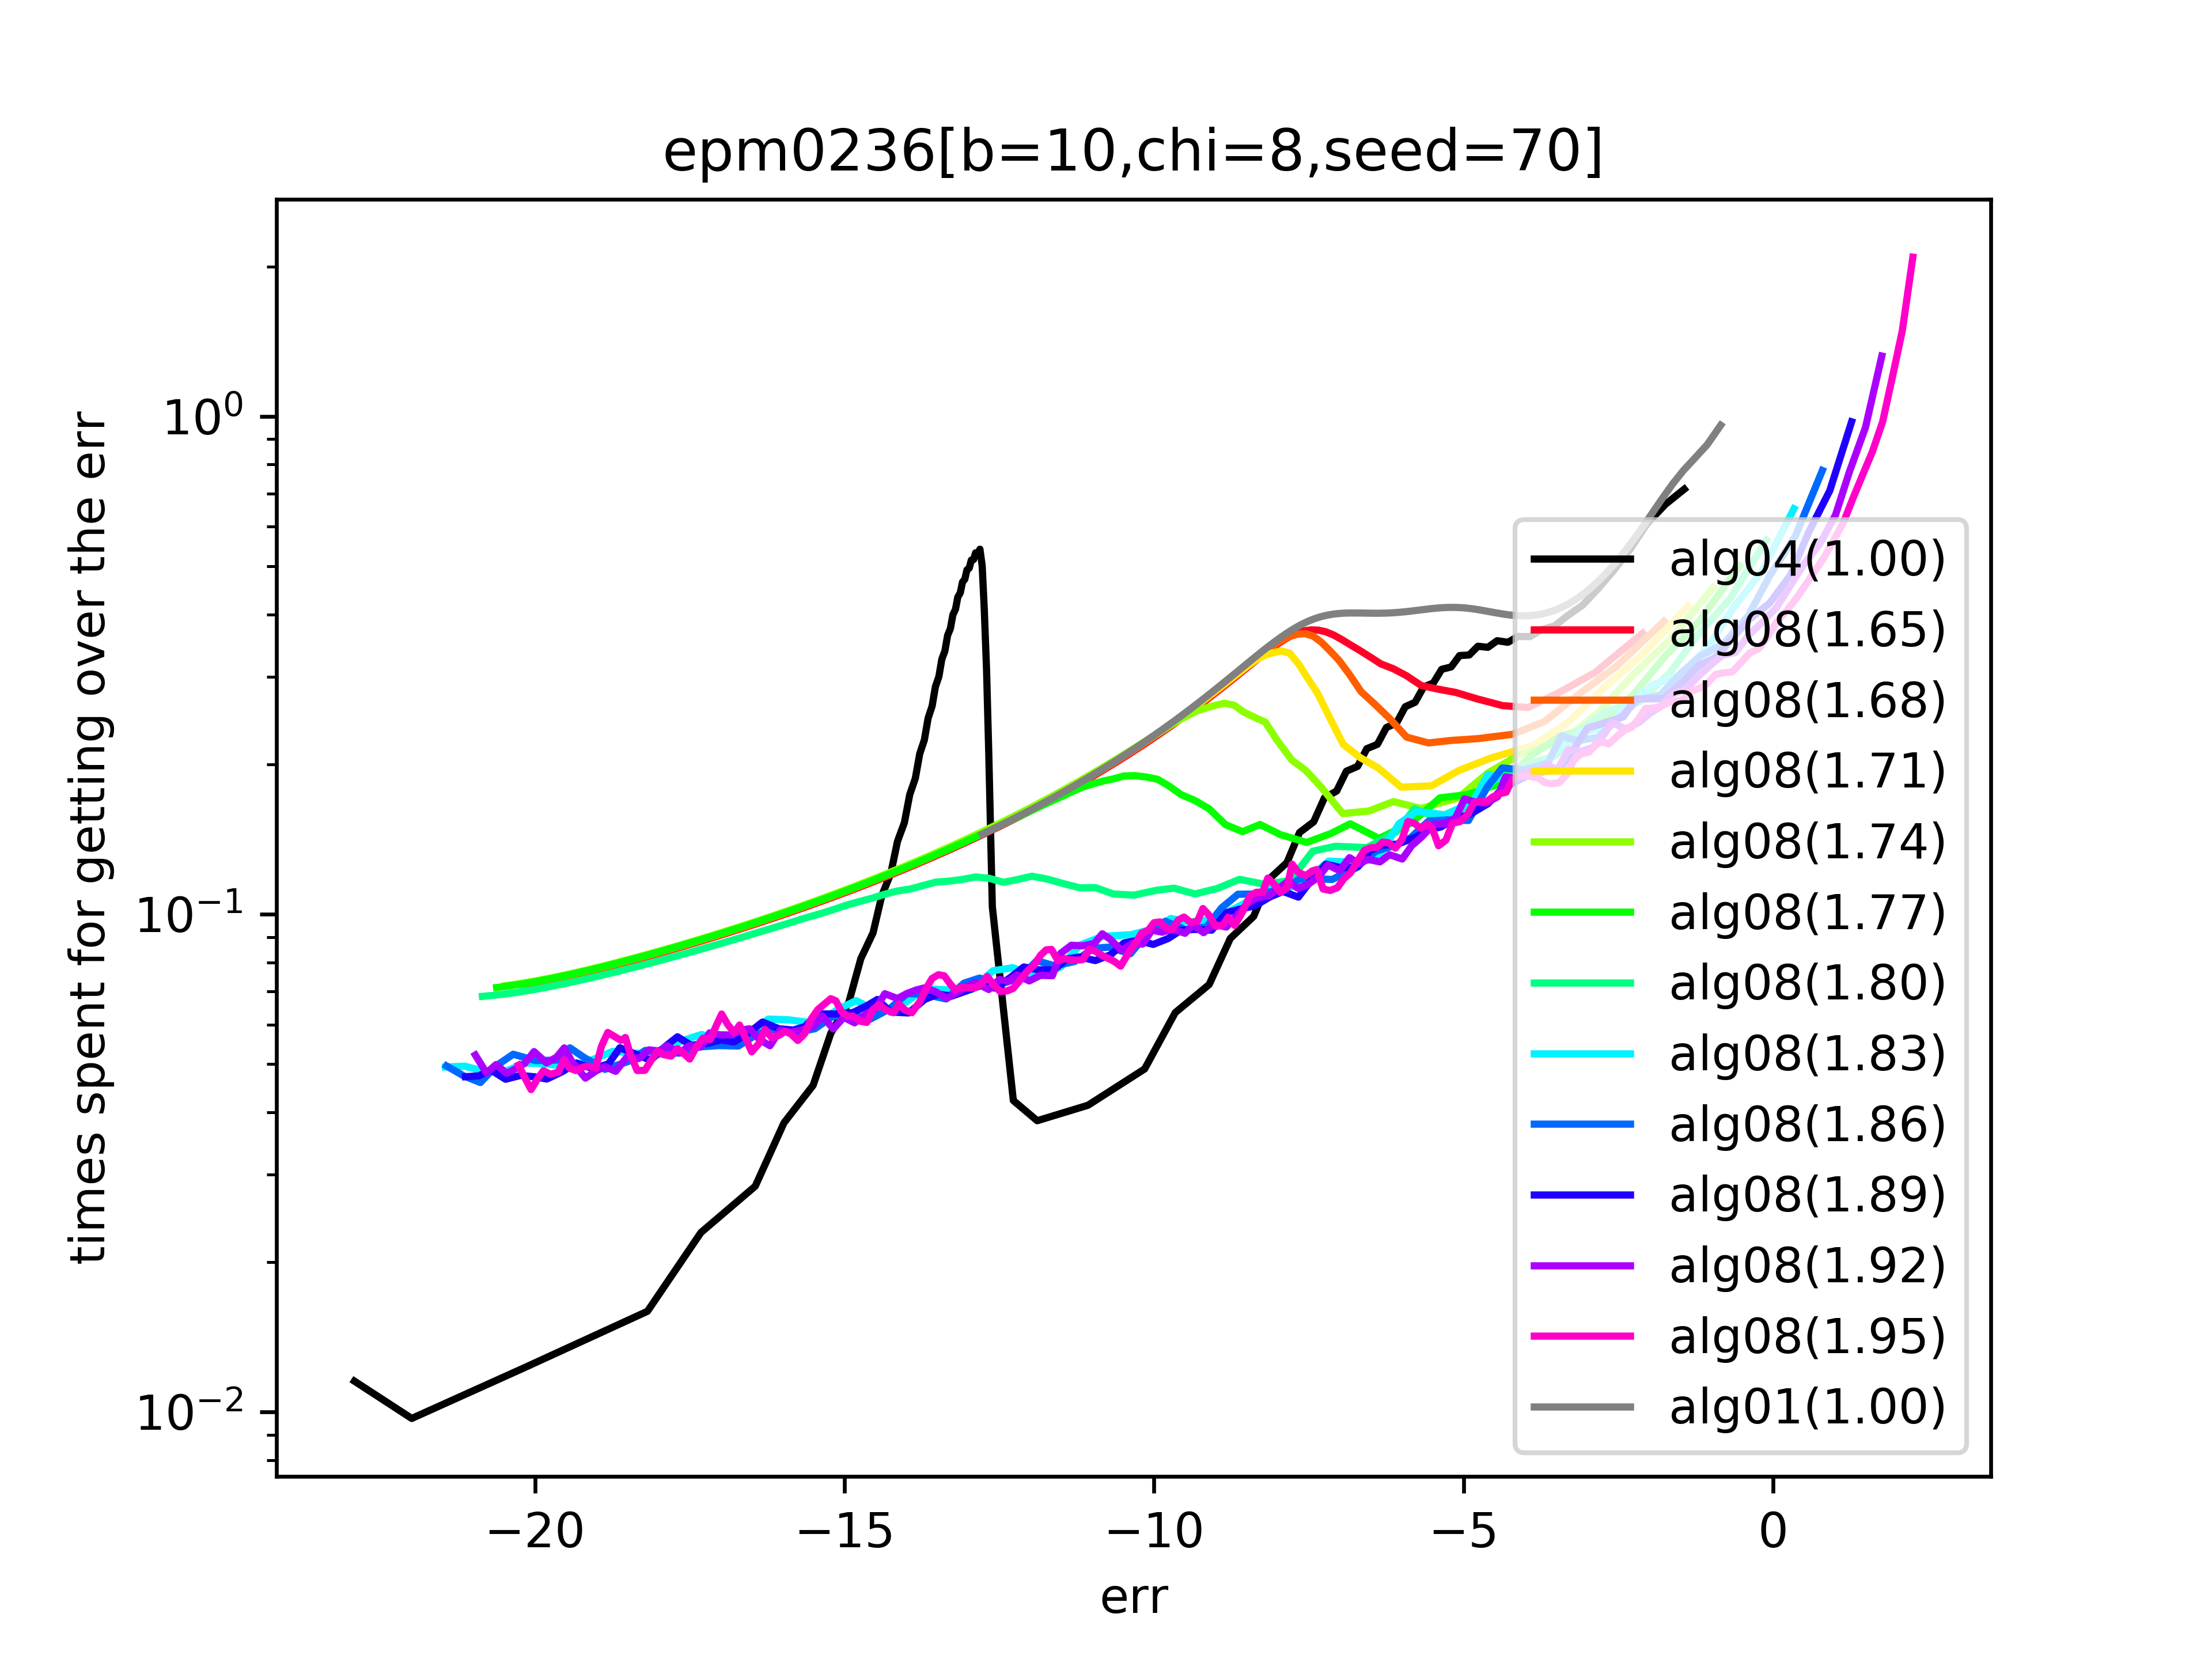 epm0236[b=10,chi=8,seed=70]
times spent for getting over the err
10⁰
10⁻¹
10⁻²
alg04(1.00)
alg08(1.65)
alg08(1.68)
alg08(1.71)
alg08(1.74)
alg08(1.77)
alg08(1.80)
alg08(1.83)
alg08(1.86)
alg08(1.89)
alg08(1.92)
alg08(1.95)
alg01(1.00)
−20 −15 −10 −5 0
err